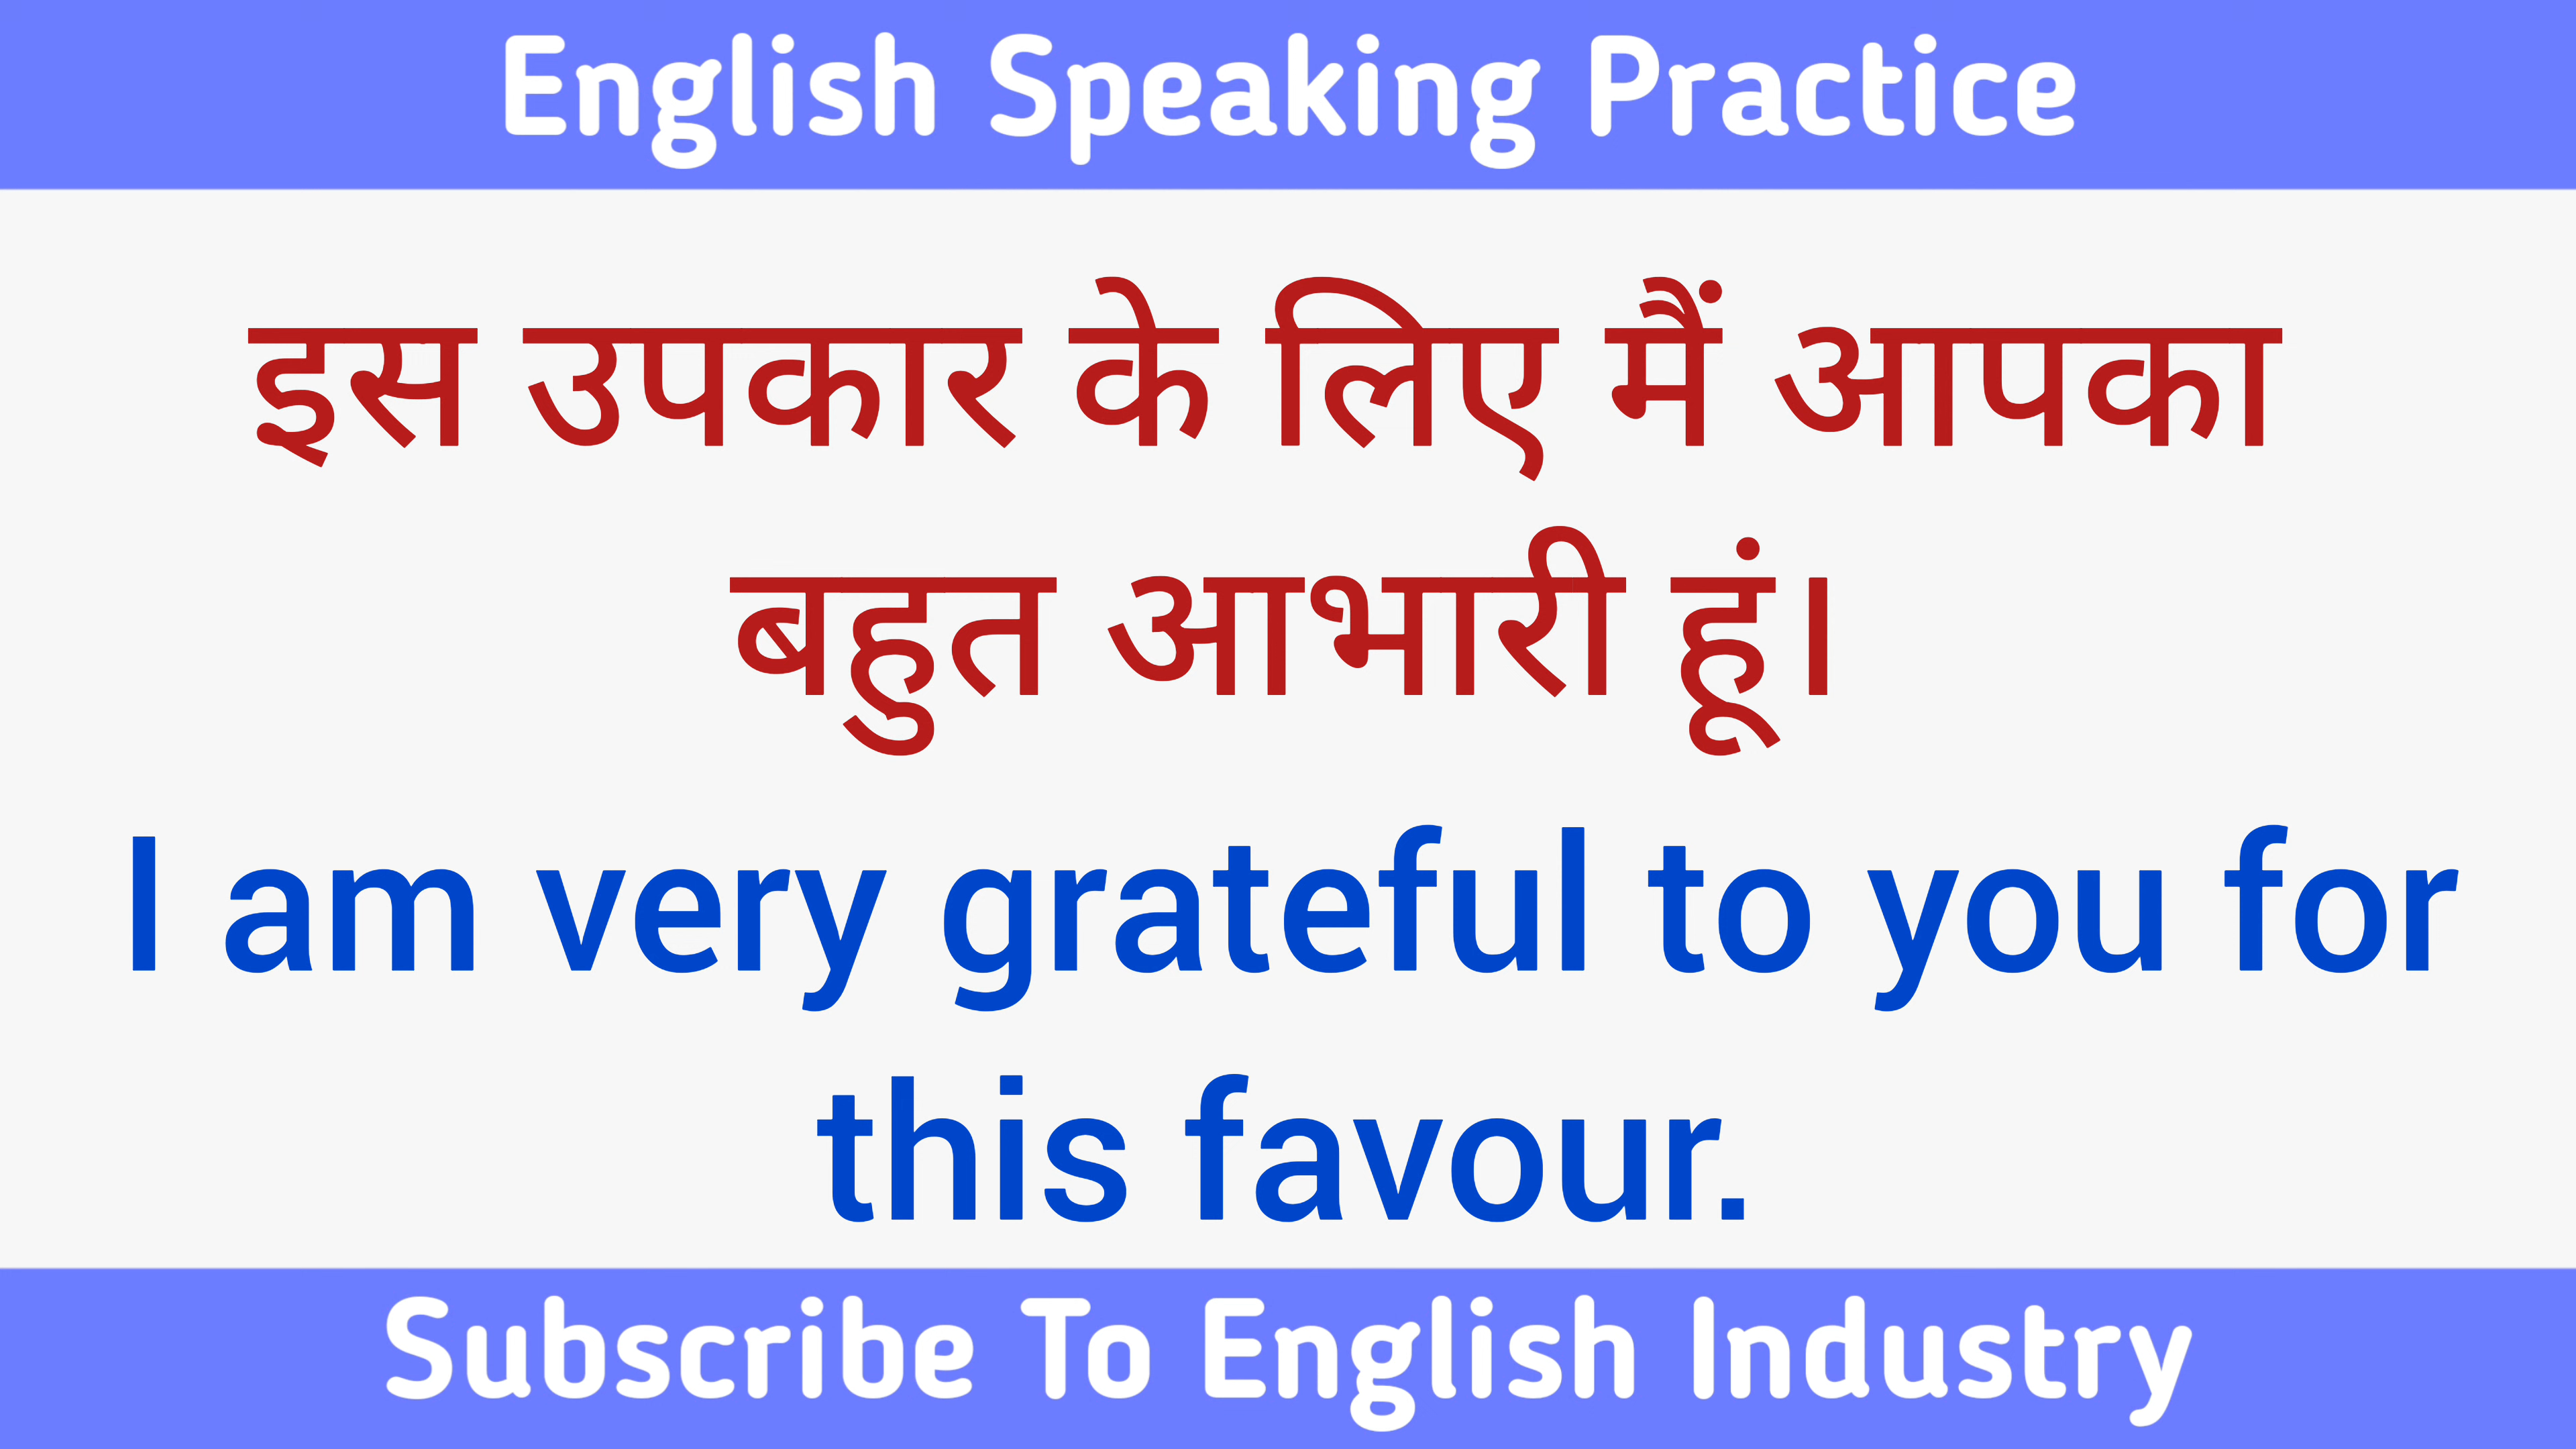 English Speaking Practice
इस उपकार के लिए मैं आपका
बहुत आभारी हूं।
I am very grateful to you for
this favour.
Subscribe To English Industry